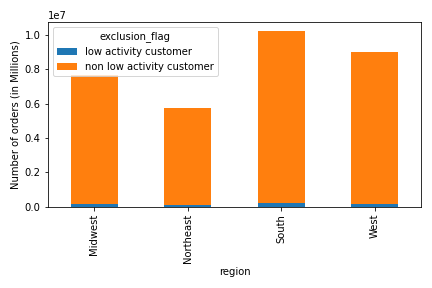 1e7
exclusion_flag
low activity customer
non low activity customer
Number of orders (in Millions)
1.0
0.8
0.6
0.4
0.2
0.0
Midwest
Northeast
South
West
region